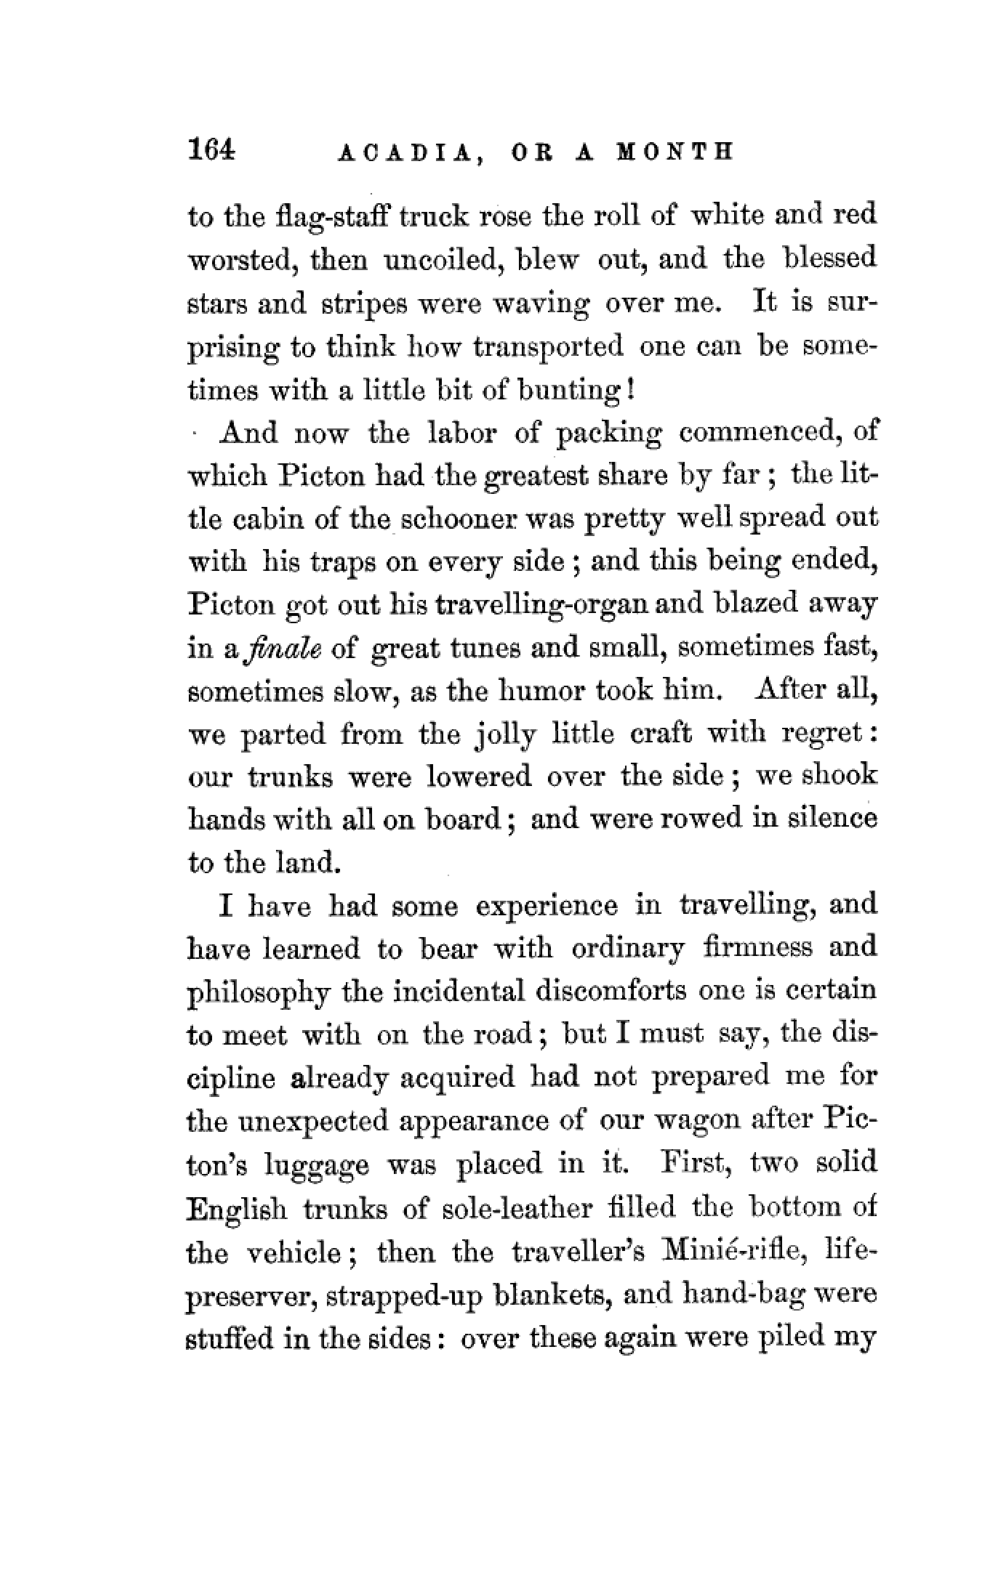 164 ACADIA, OR A MONTH
to the flag-staff truck rose the roll of white and red
worsted, then uncoiled, blew out, and the blessed
stars and stripes were waving over me. It is sur-
prising to think how transported one can be some-
times with a little bit of bunting!
And now the labor of packing commenced, of
which Picton had the greatest share by far; the lit-
tle cabin of the schooner was pretty well spread out
with his traps on every side; and this being ended,
Picton got out his travelling-organ and blazed away
in a finale of great tunes and small, sometimes fast,
sometimes slow, as the humor took him. After all,
we parted from the jolly little craft with regret:
our trunks were lowered over the side; we shook
hands with all on board; and were rowed in silence
to the land.
I have had some experience in travelling, and
have learned to bear with ordinary firmness and
philosophy the incidental discomforts one is certain
to meet with on the road; but I must say, the dis-
cipline already acquired had not prepared me for
the unexpected appearance of our wagon after Pic-
ton's luggage was placed in it. First, two solid
English trunks of sole-leather filled the bottom of
the vehicle; then the traveller's Minié-rifle, life-
preserver, strapped-up blankets, and hand-bag were
stuffed in the sides: over these again were piled my